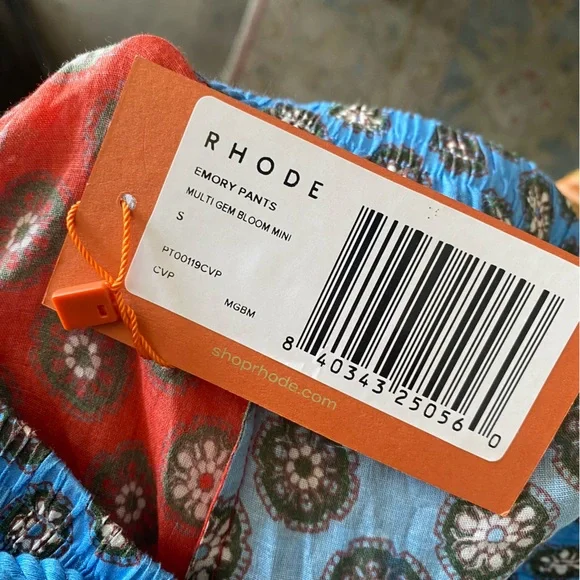 RHODE
EMORY PANTS
MULTI GEM BLOOM MINI
S
PT00119CVP
CVP
MGBM
8 40343 25056 0
shoprhode.com